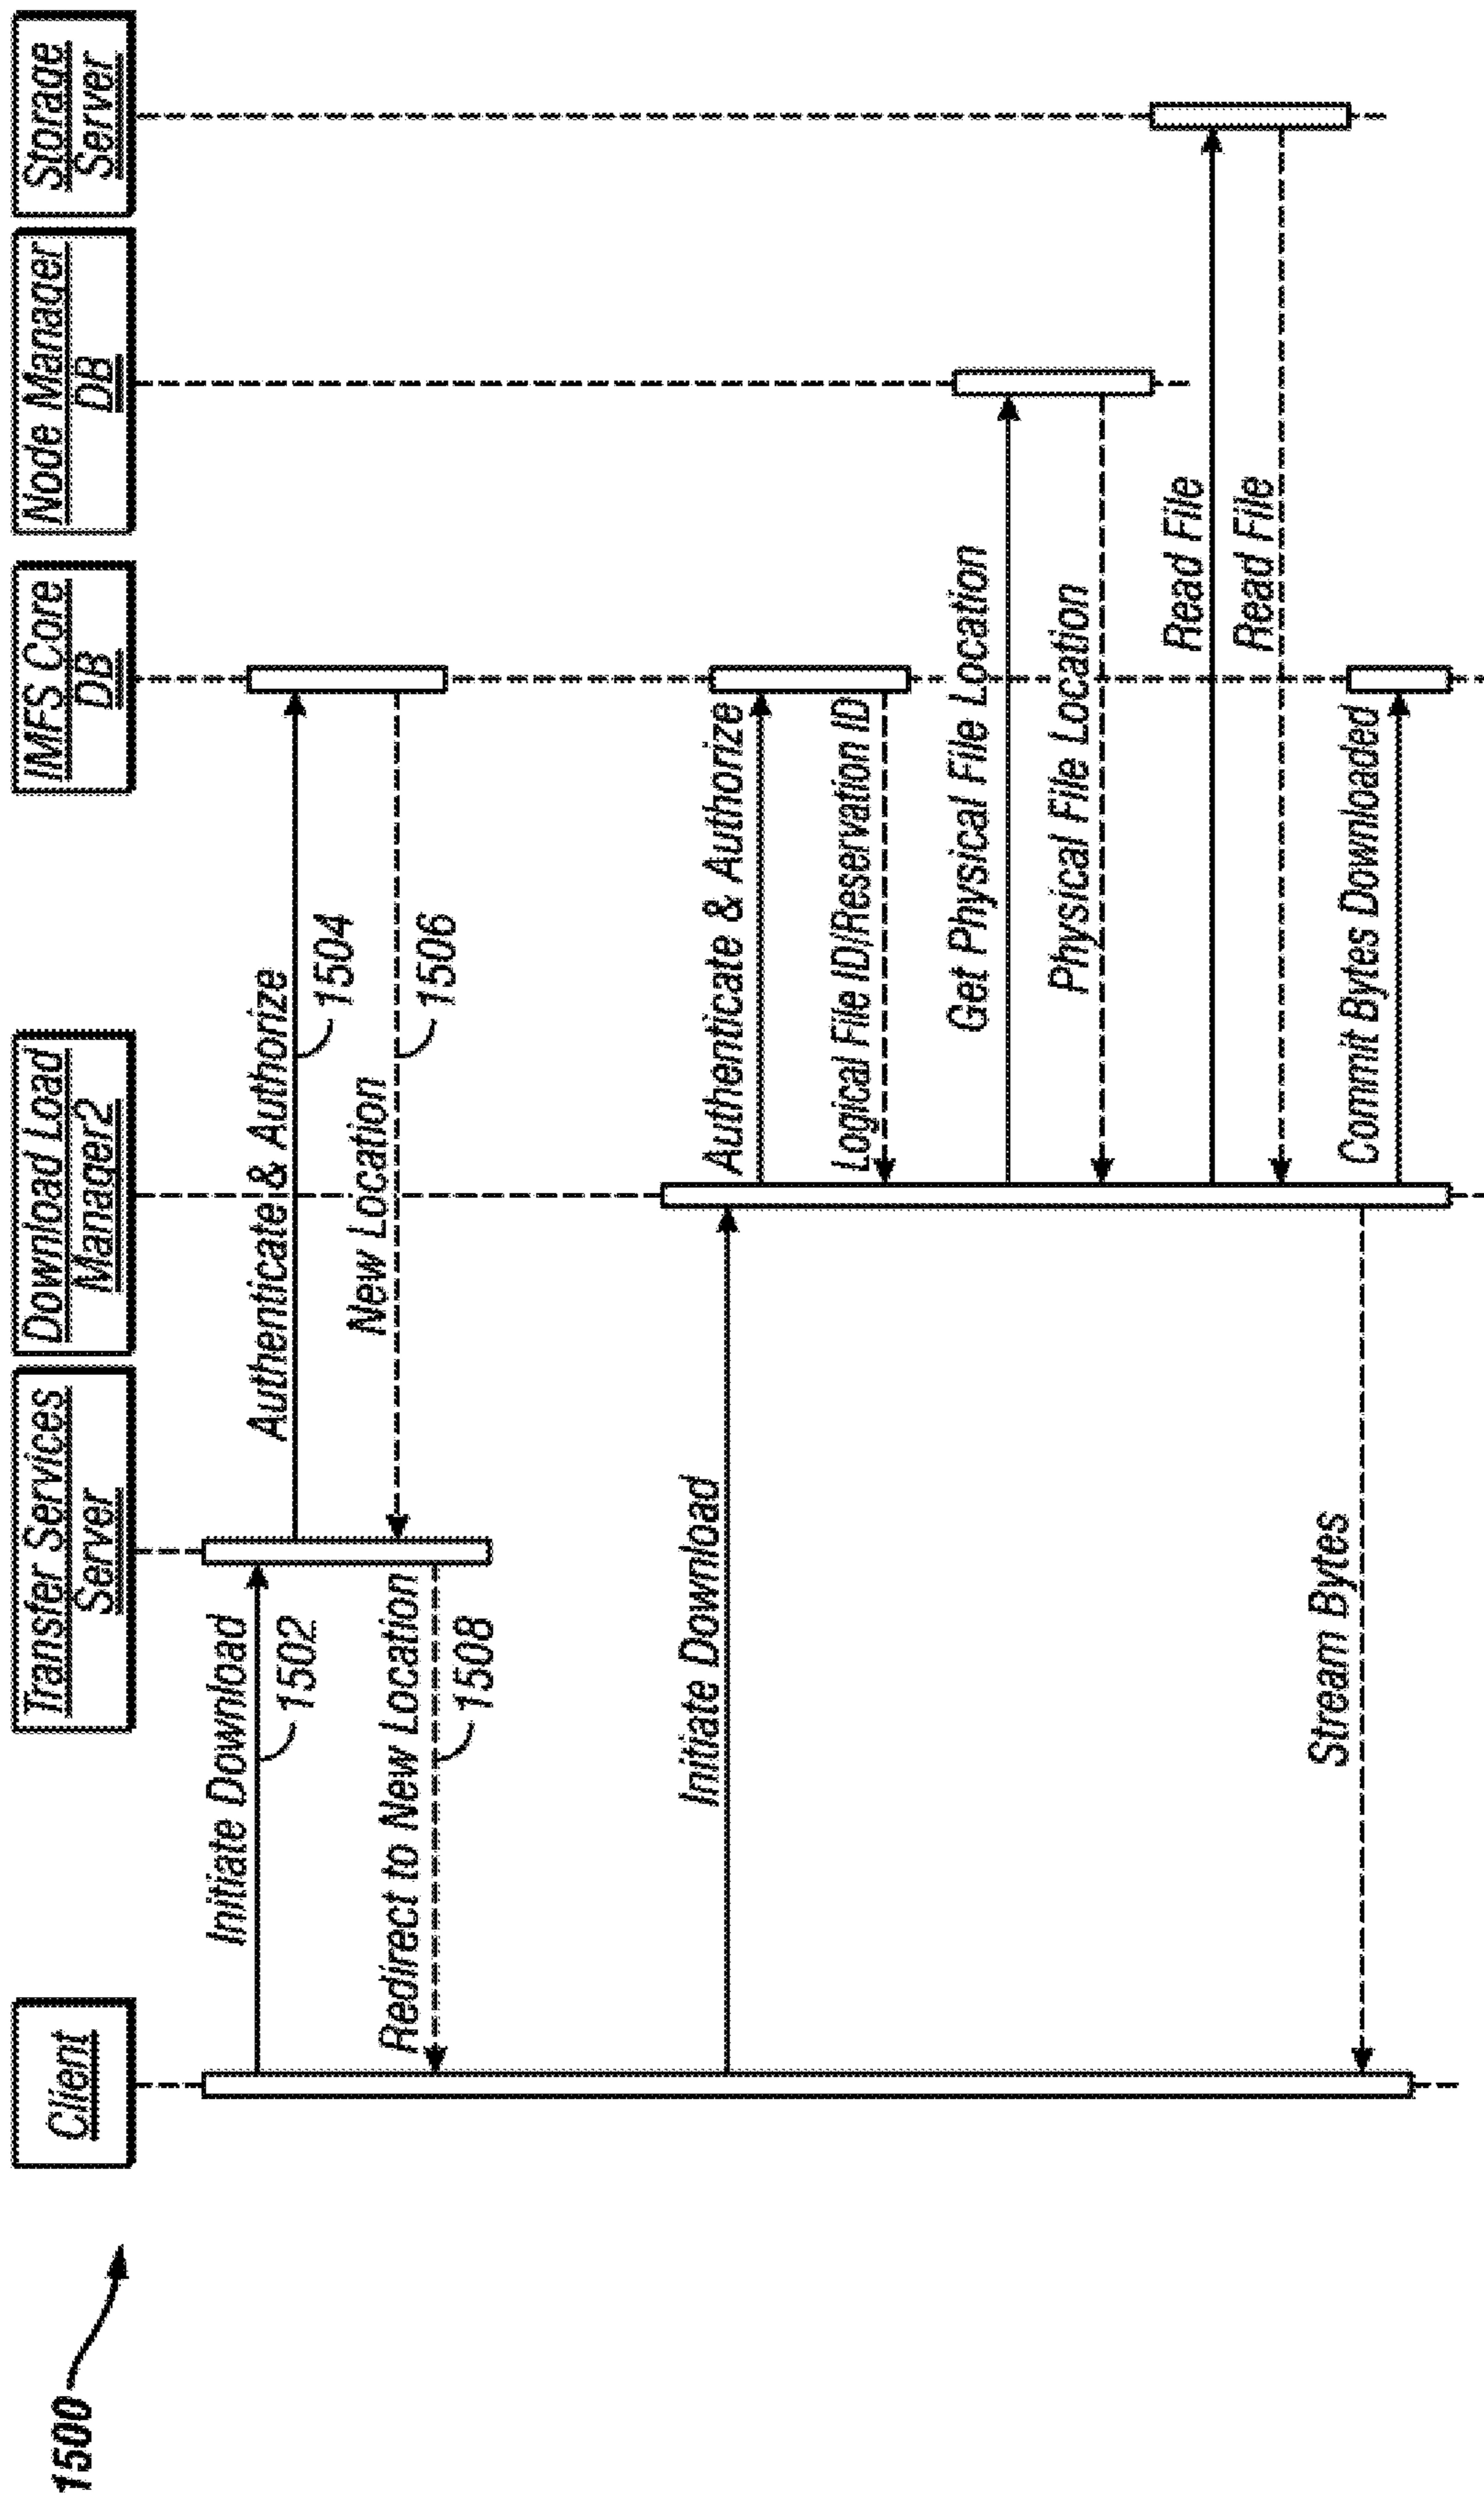 1500
Client
Transfer Services
Server
Download Load
Manager2
IMFS Core
DB
Node Manager
DB
Storage
Server
Initiate Download
1502
Authenticate & Authorize
1504
New Location
1506
Redirect to New Location
1508
Initiate Download
Authenticate & Authorize
Logical File ID/Reservation ID
Get Physical File Location
Physical File Location
Read File
Read File
Stream Bytes
Commit Bytes Downloaded